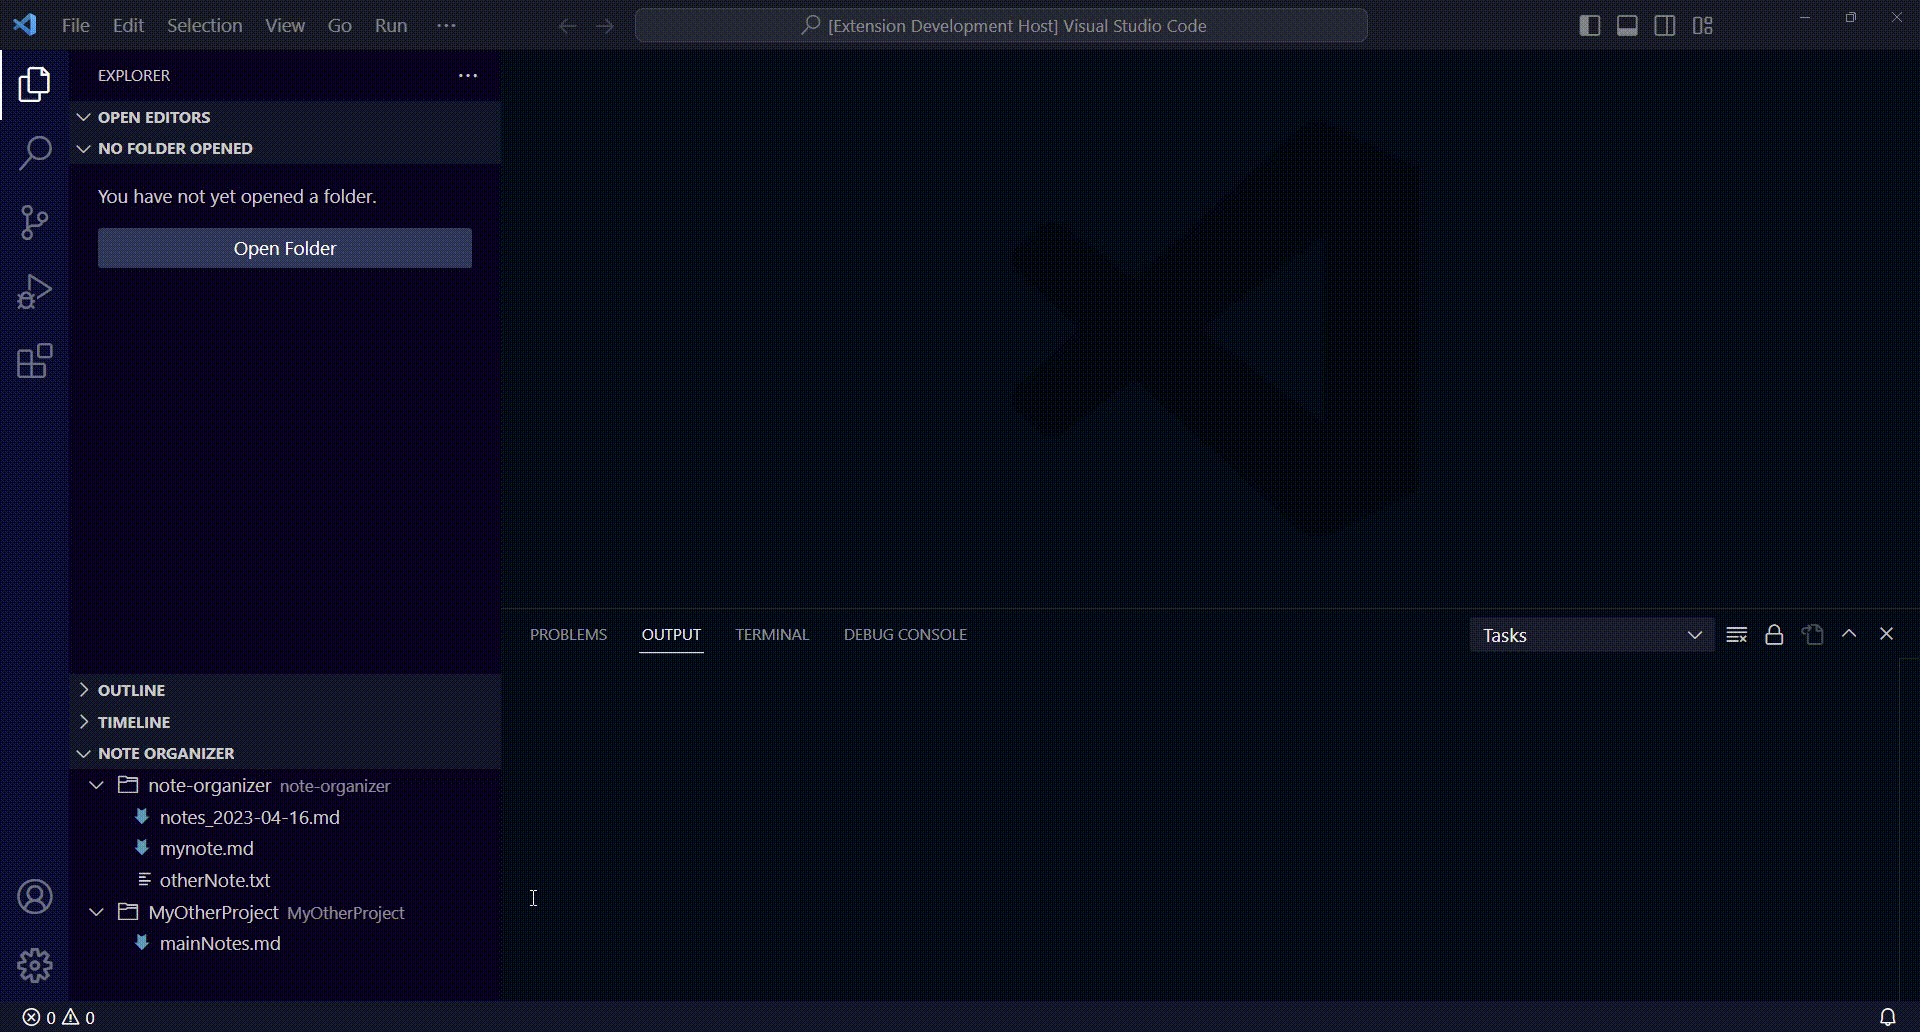 File Edit Selection View Go Run ···
[Extension Development Host] Visual Studio Code
EXPLORER ···
OPEN EDITORS
NO FOLDER OPENED
You have not yet opened a folder.
Open Folder
PROBLEMS OUTPUT TERMINAL DEBUG CONSOLE
Tasks
OUTLINE
TIMELINE
NOTE ORGANIZER
note-organizer note-organizer
notes_2023-04-16.md
mynote.md
otherNote.txt
MyOtherProject MyOtherProject
mainNotes.md
0 0